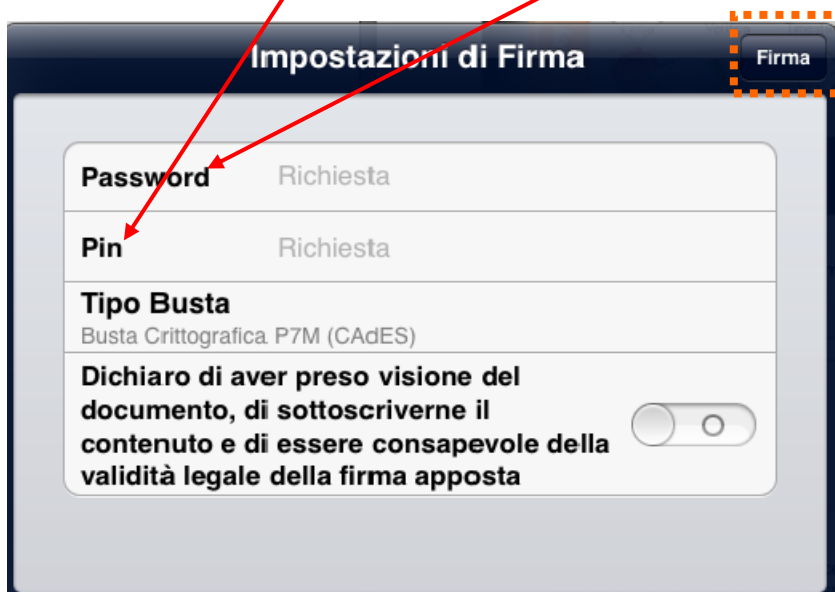 Impostazioni di Firma
Firma
Password Richiesta
Pin Richiesta
Tipo Busta
Busta Crittografica P7M (CAdES)
Dichiaro di aver preso visione del
documento, di sottoscriverne il
contenuto e di essere consapevole della
validità legale della firma apposta